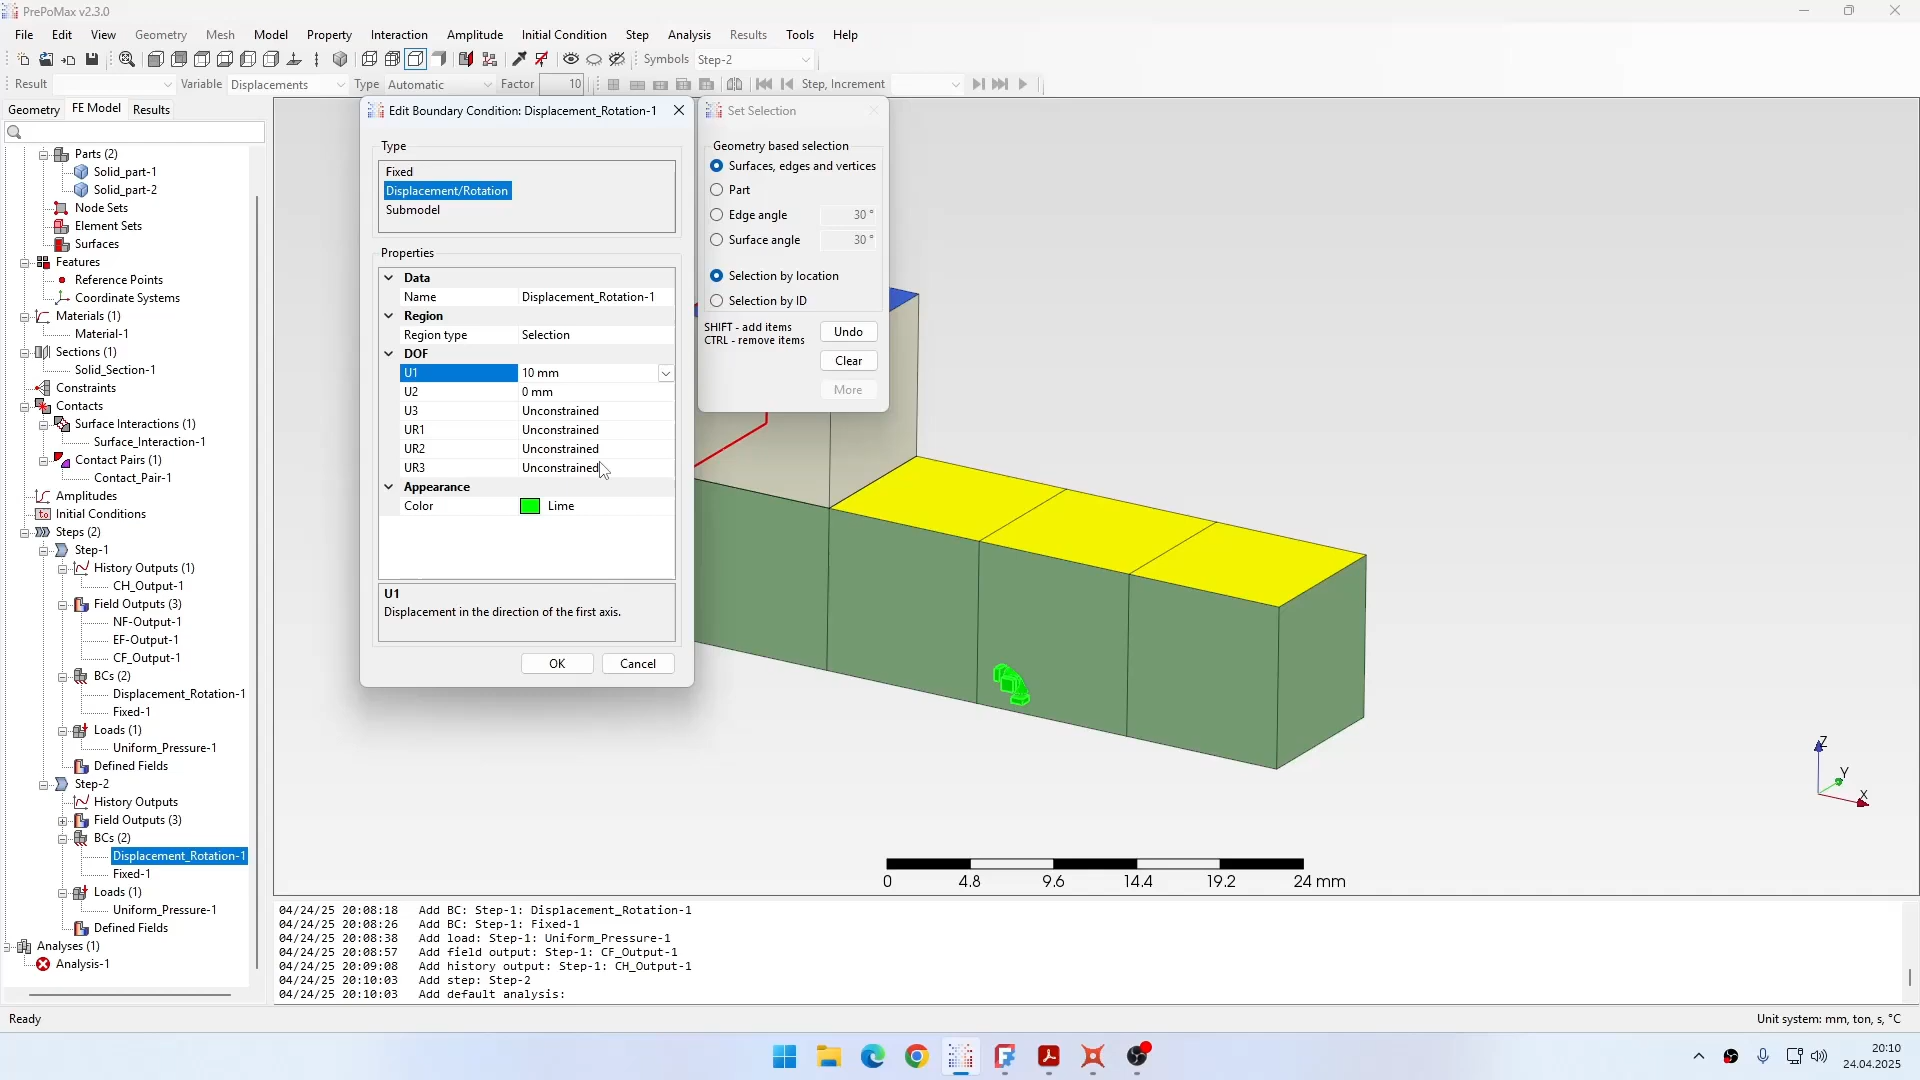 PrePoMax v2.3.0
File Edit View Geometry Mesh Model Property Interaction Amplitude Initial Condition Step Analysis Results Tools Help
Symbols Step-2
Result Variable Displacements Type Automatic Factor 10 Step, Increment
Geometry FE Model Results
Parts (2)
Solid_part-1
Solid_part-2
Node Sets
Element Sets
Surfaces
Features
Reference Points
Coordinate Systems
Materials (1)
Material-1
Sections (1)
Solid_Section-1
Constraints
Contacts
Surface Interactions (1)
Surface_Interaction-1
Contact Pairs (1)
Contact_Pair-1
Amplitudes
Initial Conditions
Steps (2)
Step-1
History Outputs (1)
CH_Output-1
Field Outputs (3)
NF-Output-1
EF-Output-1
CF_Output-1
BCs (2)
Displacement_Rotation-1
Fixed-1
Loads (1)
Uniform_Pressure-1
Defined Fields
Step-2
History Outputs
Field Outputs (3)
BCs (2)
Displacement_Rotation-1
Fixed-1
Loads (1)
Uniform_Pressure-1
Defined Fields
Analyses (1)
Analysis-1
Edit Boundary Condition: Displacement_Rotation-1
Type
Fixed
Displacement/Rotation
Submodel
Properties
Data
Name Displacement_Rotation-1
Region
Region type Selection
DOF
U1 10 mm
U2 0 mm
U3 Unconstrained
UR1 Unconstrained
UR2 Unconstrained
UR3 Unconstrained
Appearance
Color Lime
U1
Displacement in the direction of the first axis.
OK Cancel
Set Selection
Geometry based selection
Surfaces, edges and vertices
Part
Edge angle 30 °
Surface angle 30 °
Selection by location
Selection by ID
SHIFT - add items
CTRL - remove items
Undo
Clear
More
Z
Y
X
0 4.8 9.6 14.4 19.2 24 mm
04/24/25 20:08:18 Add BC: Step-1: Displacement_Rotation-1
04/24/25 20:08:26 Add BC: Step-1: Fixed-1
04/24/25 20:08:38 Add load: Step-1: Uniform_Pressure-1
04/24/25 20:08:57 Add field output: Step-1: CF_Output-1
04/24/25 20:09:08 Add history output: Step-1: CH_Output-1
04/24/25 20:10:03 Add step: Step-2
04/24/25 20:10:03 Add default analysis:
Ready
Unit system: mm, ton, s, °C
20:10
24.04.2025